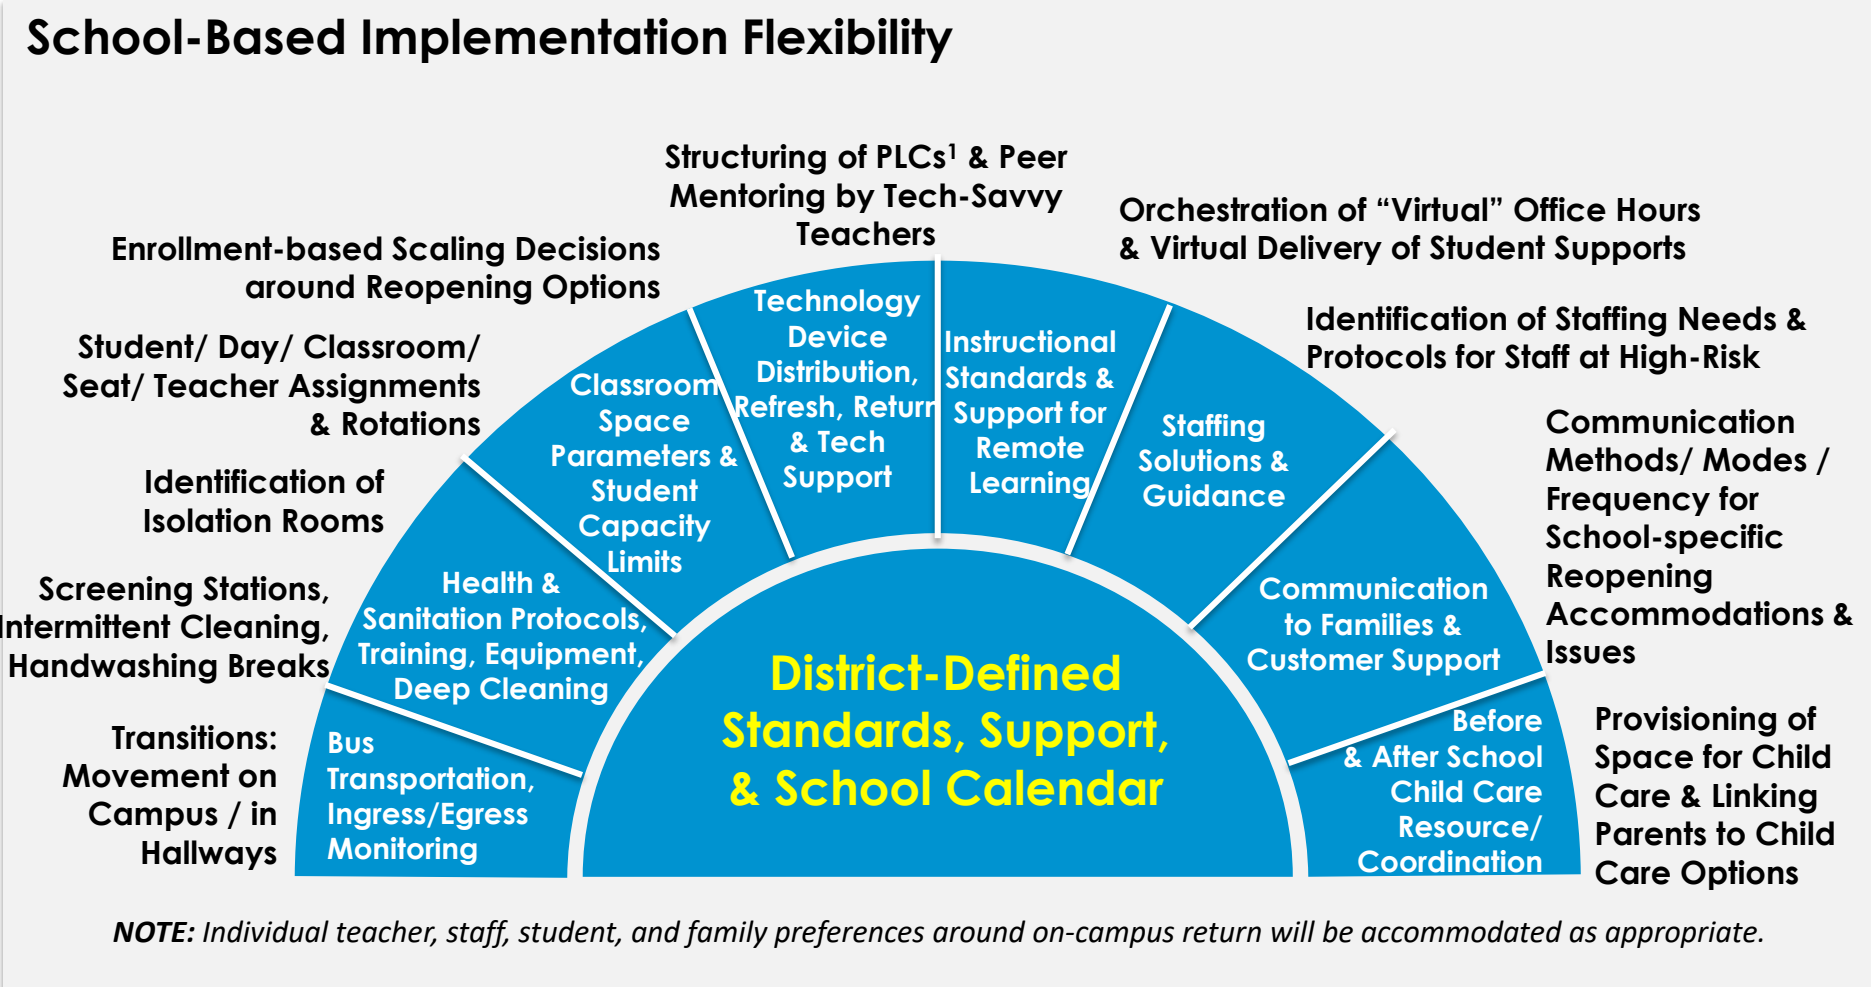 School-Based Implementation Flexibility
Structuring of PLCs¹ & Peer
Mentoring by Tech-Savvy
Teachers
Orchestration of “Virtual” Office Hours
& Virtual Delivery of Student Supports
Enrollment-based Scaling Decisions
around Reopening Options
Identification of Staffing Needs &
Protocols for Staff at High-Risk
Student/ Day/ Classroom/
Seat/ Teacher Assignments
& Rotations
Communication
Methods/ Modes /
Frequency for
School-specific
Reopening
Accommodations &
Issues
Identification of
Isolation Rooms
Screening Stations,
Intermittent Cleaning,
Handwashing Breaks
Transitions:
Movement on
Campus / in
Hallways
Provisioning of
Space for Child
Care & Linking
Parents to Child
Care Options
Bus
Transportation,
Ingress/Egress
Monitoring
Health &
Sanitation Protocols,
Training, Equipment,
Deep Cleaning
Classroom
Space
Parameters &
Student
Capacity
Limits
Technology
Device
Distribution,
Refresh, Return
& Tech
Support
Instructional
Standards &
Support for
Remote
Learning
Staffing
Solutions &
Guidance
Communication
to Families &
Customer Support
Before
& After School
Child Care
Resource/
Coordination
District-Defined
Standards, Support,
& School Calendar
NOTE: Individual teacher, staff, student, and family preferences around on-campus return will be accommodated as appropriate.